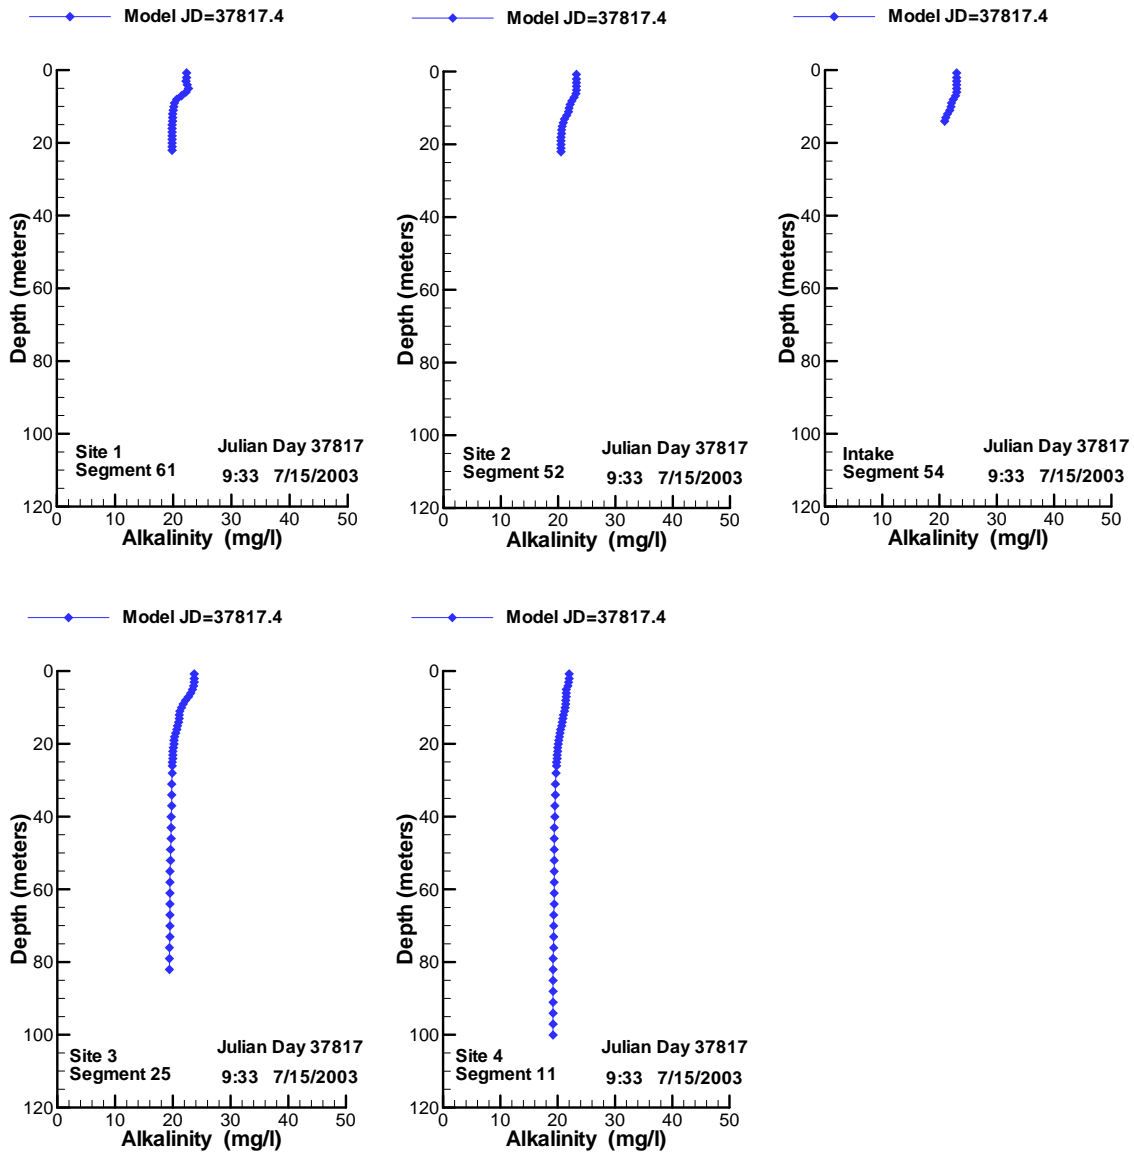 Model JD=37817.4
0
20
40
60
80
100
120
Depth (meters)
Site 1
Segment 61
Julian Day 37817
9:33 7/15/2003
0 10 20 30 40 50
Alkalinity (mg/l)
Model JD=37817.4
0
20
40
60
80
100
120
Depth (meters)
Site 2
Segment 52
Julian Day 37817
9:33 7/15/2003
0 10 20 30 40 50
Alkalinity (mg/l)
Model JD=37817.4
0
20
40
60
80
100
120
Depth (meters)
Intake
Segment 54
Julian Day 37817
9:33 7/15/2003
0 10 20 30 40 50
Alkalinity (mg/l)
Model JD=37817.4
0
20
40
60
80
100
120
Depth (meters)
Site 3
Segment 25
Julian Day 37817
9:33 7/15/2003
0 10 20 30 40 50
Alkalinity (mg/l)
Model JD=37817.4
0
20
40
60
80
100
120
Depth (meters)
Site 4
Segment 11
Julian Day 37817
9:33 7/15/2003
0 10 20 30 40 50
Alkalinity (mg/l)